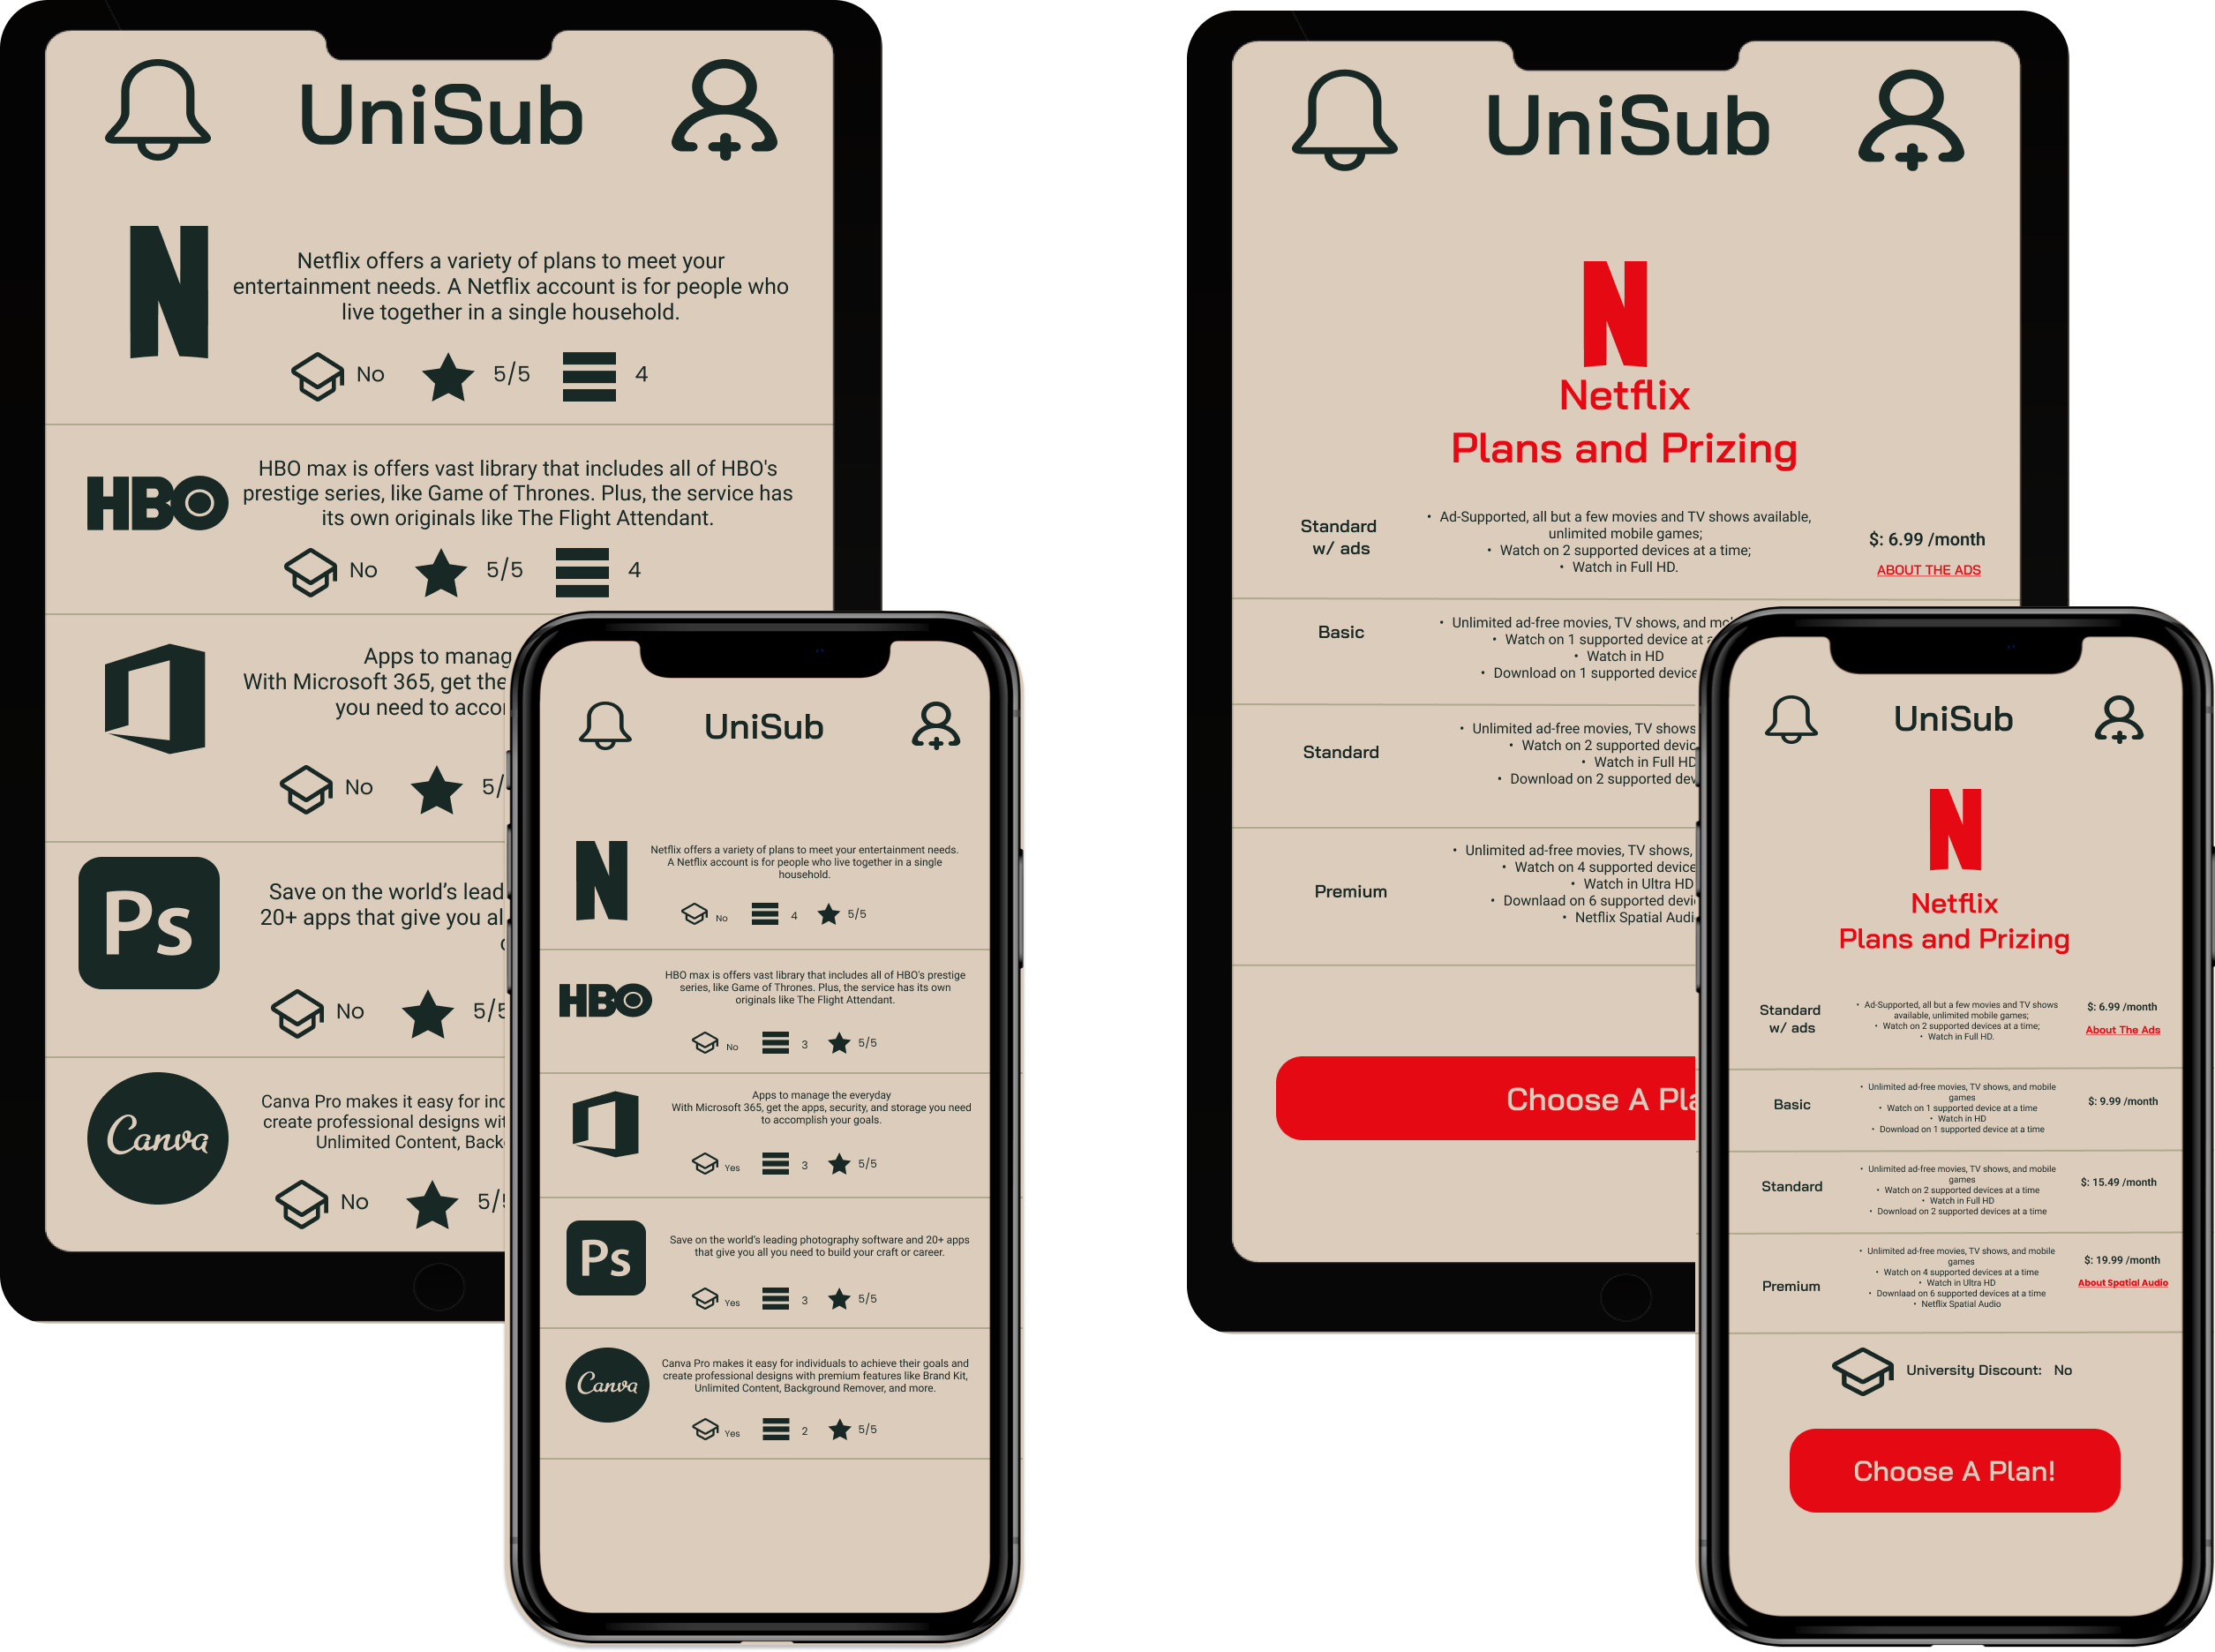 UniSub
N
Netflix offers a variety of plans to meet your
entertainment needs. A Netflix account is for people who
live together in a single household.
No 5/5 4
HBO
HBO max is offers vast library that includes all of HBO's
prestige series, like Game of Thrones. Plus, the service has
its own originals like The Flight Attendant.
No 5/5 4
Apps to manag
With Microsoft 365, get the
you need to accor
No 5/
Ps
Save on the world's lead
20+ apps that give you al
No 5/5
Canva
Canva Pro makes it easy for ind
create professional designs wit
Unlimited Content, Back
No 5/5
UniSub
N
Netflix offers a variety of plans to meet your entertainment needs.
A Netflix account is for people who live together in a single
household.
No 4 5/5
HBO
HBO max is offers vast library that includes all of HBO's prestige
series, like Game of Thrones. Plus, the service has its own
originals like The Flight Attendant.
No 3 5/5
Apps to manage the everyday
With Microsoft 365, get the apps, security, and storage you need
to accomplish your goals.
Yes 3 5/5
Ps
Save on the world's leading photography software and 20+ apps
that give you all you need to build your craft or career.
Yes 3 5/5
Canva
Canva Pro makes it easy for individuals to achieve their goals and
create professional designs with premium features like Brand Kit,
Unlimited Content, Background Remover, and more.
Yes 2 5/5
UniSub
N
Netflix
Plans and Prizing
Standard
w/ ads
• Ad-Supported, all but a few movies and TV shows available,
unlimited mobile games;
• Watch on 2 supported devices at a time;
• Watch in Full HD.
$: 6.99 /month
ABOUT THE ADS
Basic
• Unlimited ad-free movies, TV shows, and mo
• Watch on 1 supported device at a
• Watch in HD
• Download on 1 supported device
Standard
• Unlimited ad-free movies, TV shows
• Watch on 2 supported devic
• Watch in Full HD
• Download on 2 supported dev
Premium
• Unlimited ad-free movies, TV shows,
• Watch on 4 supported device
• Watch in Ultra HD
• Downlaad on 6 supported devi
• Netflix Spatial Audi
Choose A Pla
UniSub
N
Netflix
Plans and Prizing
Standard
w/ ads
• Ad-Supported, all but a few movies and TV shows
available, unlimited mobile games;
• Watch on 2 supported devices at a time;
• Watch in Full HD.
$: 6.99 /month
About The Ads
Basic
• Unlimited ad-free movies, TV shows, and mobile
games
• Watch on 1 supported device at a time
• Watch in HD
• Download on 1 supported device at a time
$: 9.99 /month
Standard
• Unlimited ad-free movies, TV shows, and mobile
games
• Watch on 2 supported devices at a time
• Watch in Full HD
• Download on 2 supported devices at a time
$: 15.49 /month
Premium
• Unlimited ad-free movies, TV shows, and mobile
games
• Watch on 4 supported devices at a time
• Watch in Ultra HD
• Downlaad on 6 supported devices at a time
• Netflix Spatial Audio
$: 19.99 /month
About Spatial Audio
University Discount: No
Choose A Plan!